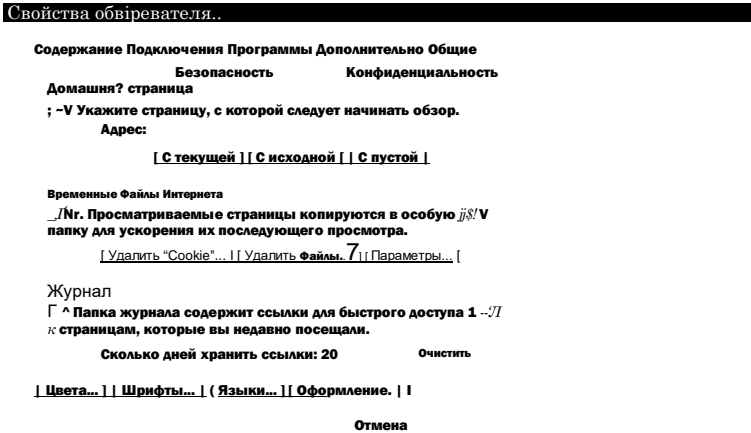 Свойства обвіревателя..
Содержание Подключения Программы Дополнительно Общие
Безопасность Конфиденциальность
Домашня? страница
; ~V Укажите страницу, с которой следует начинать обзор.
Адрес:
[ С текущей ] [ С исходной [ | С пустой |
Временные Файлы Интернета
_,INr. Просматриваемые страницы копируются в особую jj$!V
папку для ускорения их последующего просмотра.
[ Удалить "Cookie"... I [ Удалить Файлы..7] [ Параметры... [
Журнал
Г ^ Папка журнала содержит ссылки для быстрого доступа 1 --'Л
к страницам, которые вы недавно посещали.
Сколько дней хранить ссылки: 20 Очистить
| Цвета... ] | Шрифты... | ( Языки... ] [ Оформление. | I
Отмена